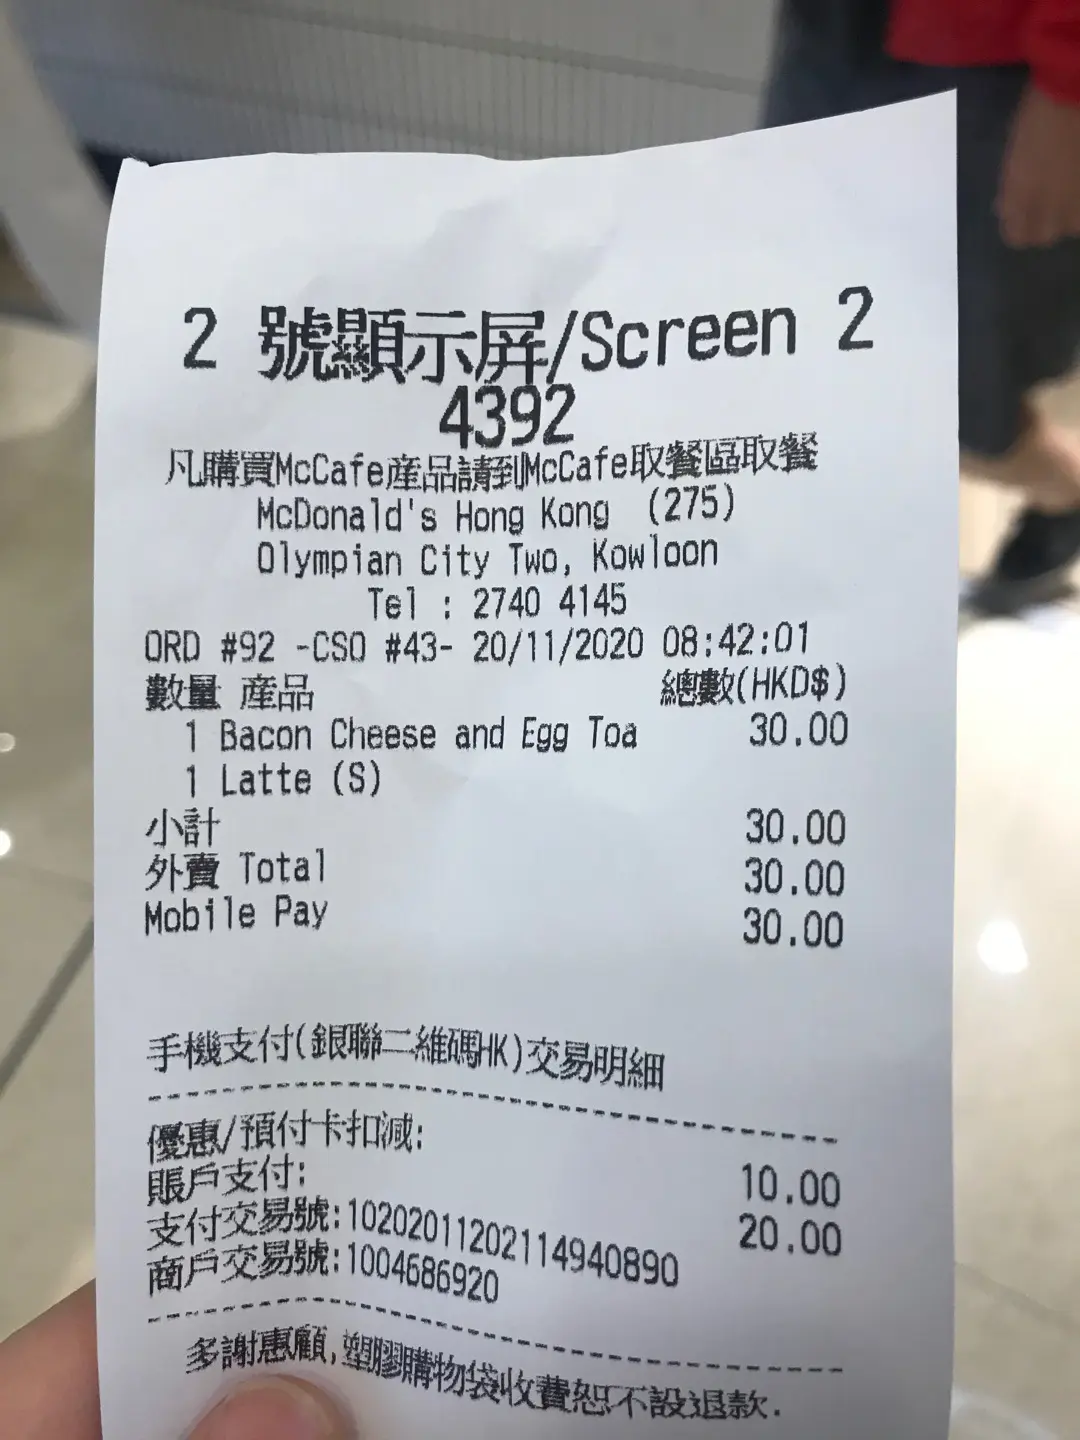 2 號顯示屏/Screen 2
4392
凡購買McCafe產品請到McCafe取餐區取餐
McDonald's Hong Kong (275)
Olympian City Two, Kowloon
Tel : 2740 4145
ORD #92 -CSO #43- 20/11/2020 08:42:01
數量 產品 總數(HKD$)
1 Bacon Cheese and Egg Toa 30.00
1 Latte (S)
小計 30.00
外賣 Total 30.00
Mobile Pay 30.00
手機支付(銀聯二維碼HK)交易明細
優惠/預付卡扣減: 10.00
賬戶支付: 20.00
支付交易號:102020112021149408​90
商戶交易號:1004686920
多謝惠顧,塑膠購物袋收費恕不設退款.